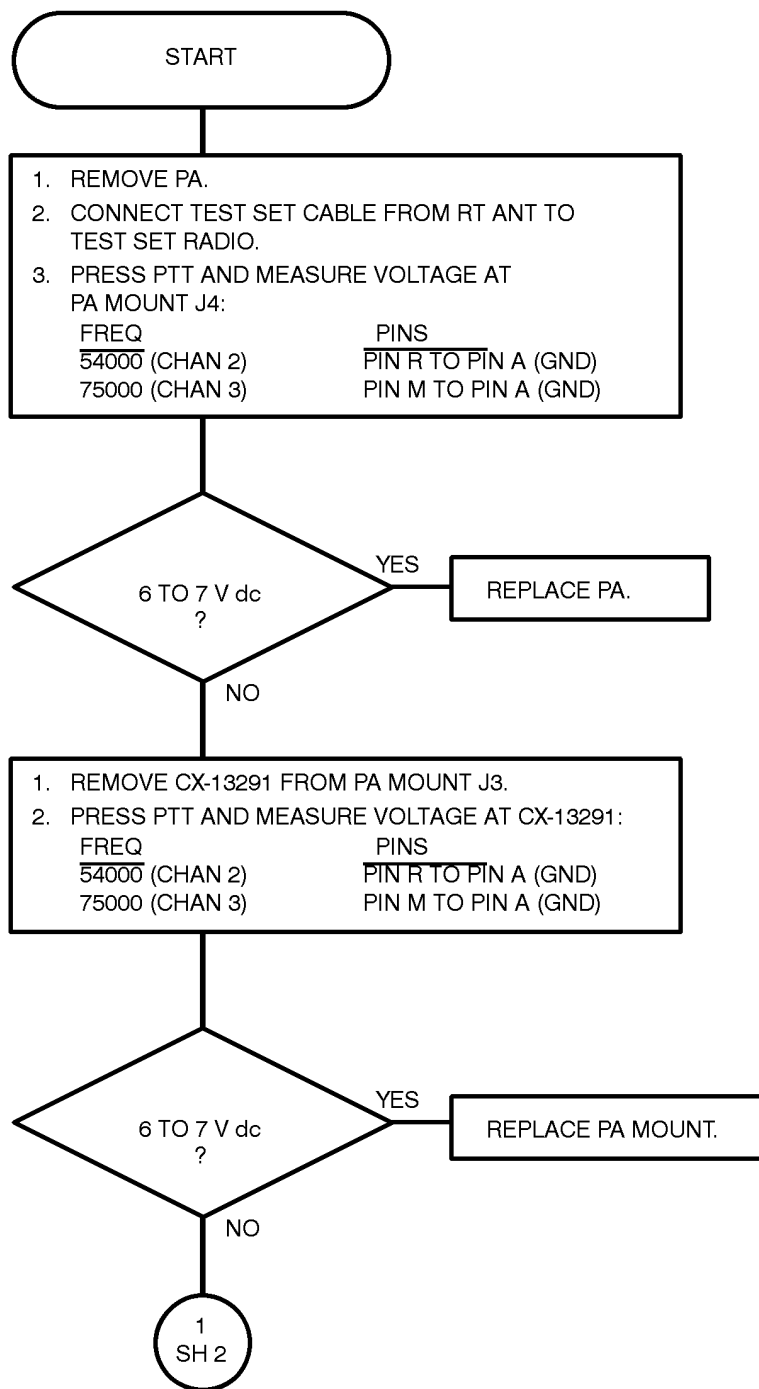 START
1. REMOVE PA.
2. CONNECT TEST SET CABLE FROM RT ANT TO
TEST SET RADIO.
3. PRESS PTT AND MEASURE VOLTAGE AT
PA MOUNT J4:
FREQ PINS
54000 (CHAN 2) PIN R TO PIN A (GND)
75000 (CHAN 3) PIN M TO PIN A (GND)
6 TO 7 V dc
?
YES
REPLACE PA.
NO
1. REMOVE CX-13291 FROM PA MOUNT J3.
2. PRESS PTT AND MEASURE VOLTAGE AT CX-13291:
FREQ PINS
54000 (CHAN 2) PIN R TO PIN A (GND)
75000 (CHAN 3) PIN M TO PIN A (GND)
6 TO 7 V dc
?
YES
REPLACE PA MOUNT.
NO
1
SH 2